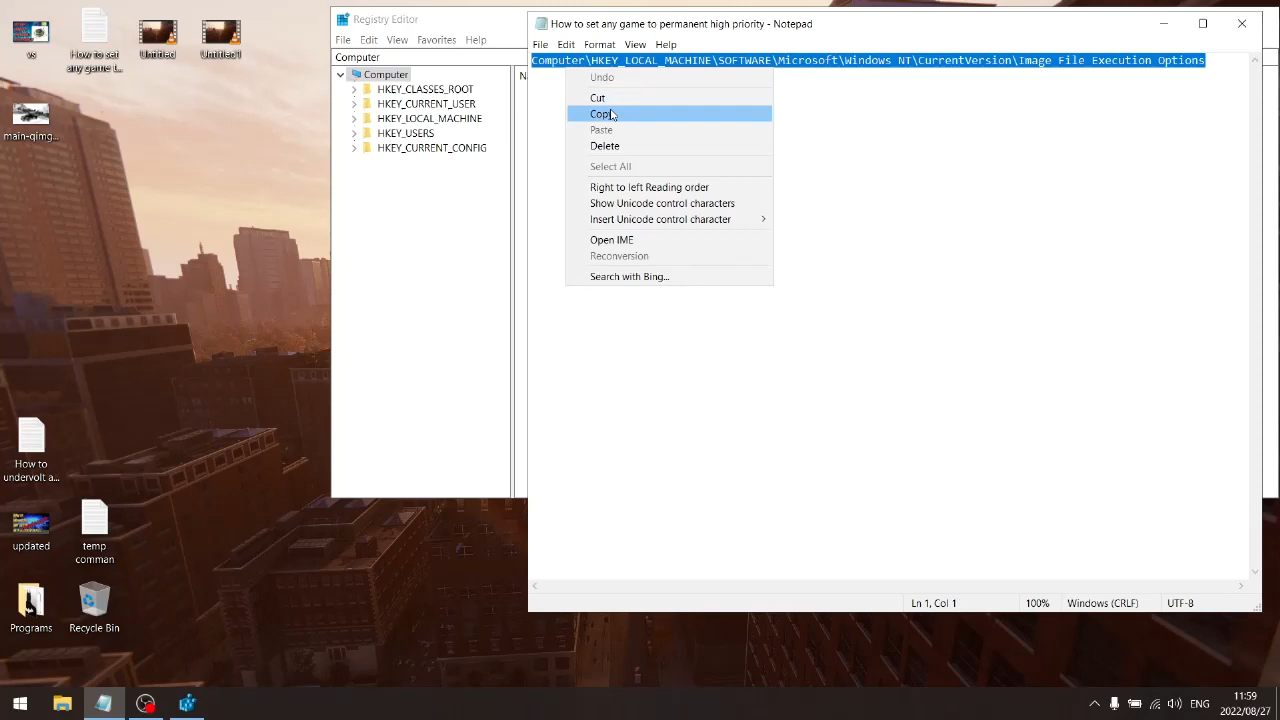 vs
How to set
any game t...
Untitled
Untitled1
main-qimg...
How to
undervolt a...
updated
temp
comman
Programs
Recycle Bin
Registry Editor
File Edit View Favorites Help
Computer
Computer
HKEY_CLASSES_ROOT
HKEY_CURRENT_USER
HKEY_LOCAL_MACHINE
HKEY_USERS
HKEY_CURRENT_CONFIG
N
How to set any game to permanent high priority - Notepad
File Edit Format View Help
Computer\HKEY_LOCAL_MACHINE\SOFTWARE\Microsoft\Windows NT\CurrentVersion\Image File Execution Options
Undo
Cut
Copy
Paste
Delete
Select All
Right to left Reading order
Show Unicode control characters
Insert Unicode control character
Open IME
Reconversion
Search with Bing...
Ln 1, Col 1 100% Windows (CRLF) UTF-8
ENG
11:59
2022/08/27